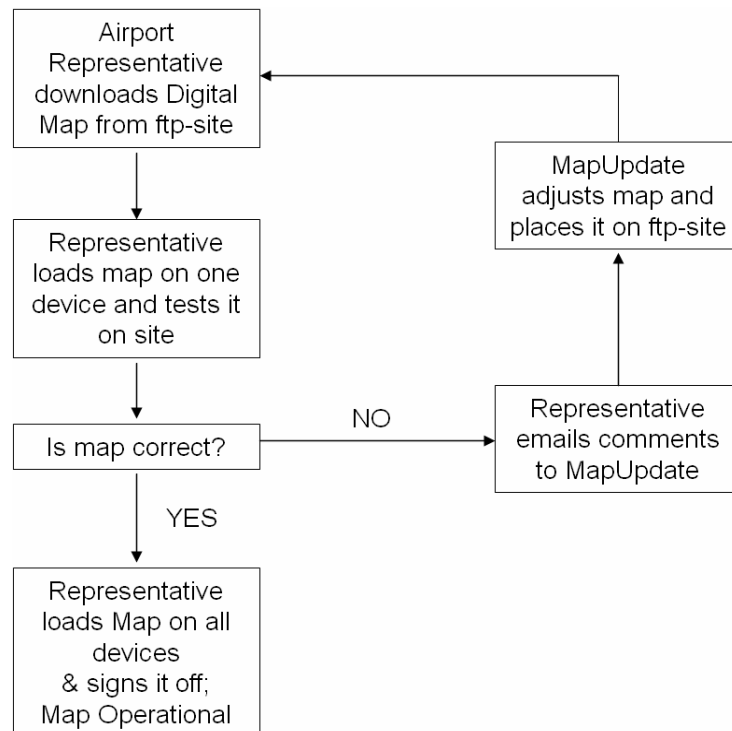 Airport
Representative
downloads Digital
Map from ftp-site
Representative
loads map on one
device and tests it
on site
Is map correct?
NO
Representative
emails comments
to MapUpdate
MapUpdate
adjusts map and
places it on ftp-site
YES
Representative
loads Map on all
devices
& signs it off;
Map Operational